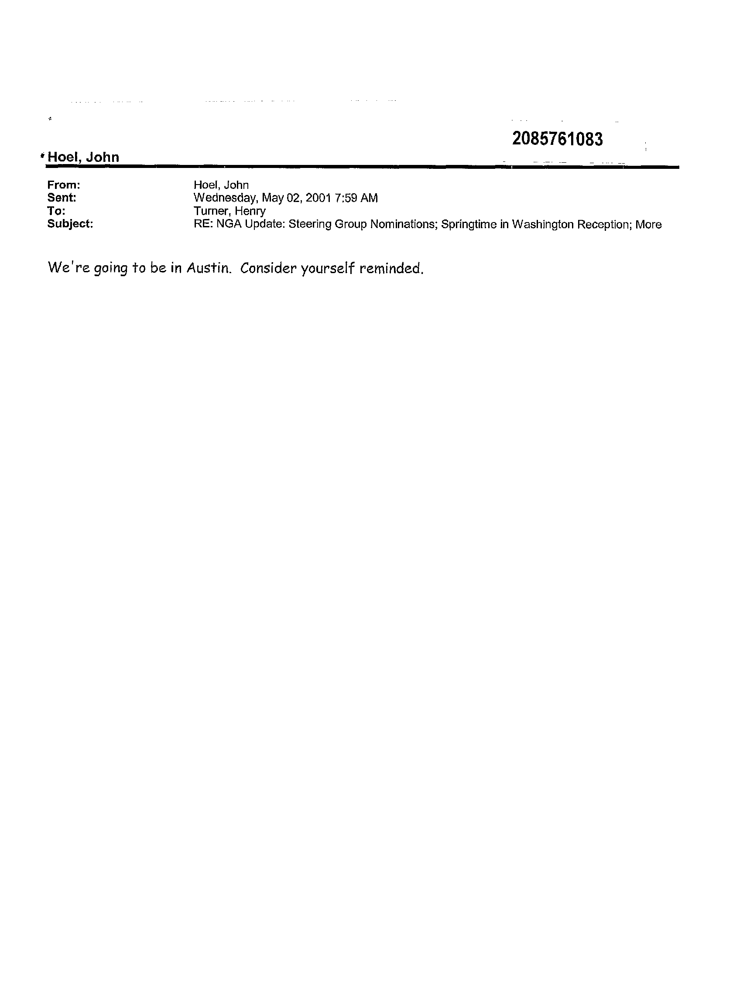 2085761083
Hoel, John
From: Hoel, John
Sent: Wednesday, May 02, 2001 7:59 AM
To: Turner, Henry
Subject: RE: NGA Update: Steering Group Nominations; Springtime in Washington Reception; More
We're going to be in Austin. Consider yourself reminded.